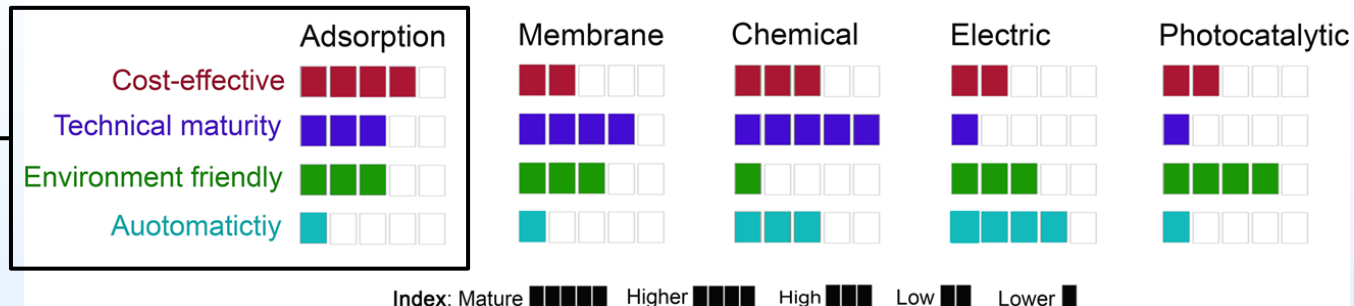 Adsorption Membrane Chemical Electric Photocatalytic
Cost-effective
Technical maturity
Environment friendly
Auotomatictiy
Index: Mature Higher High Low Lower